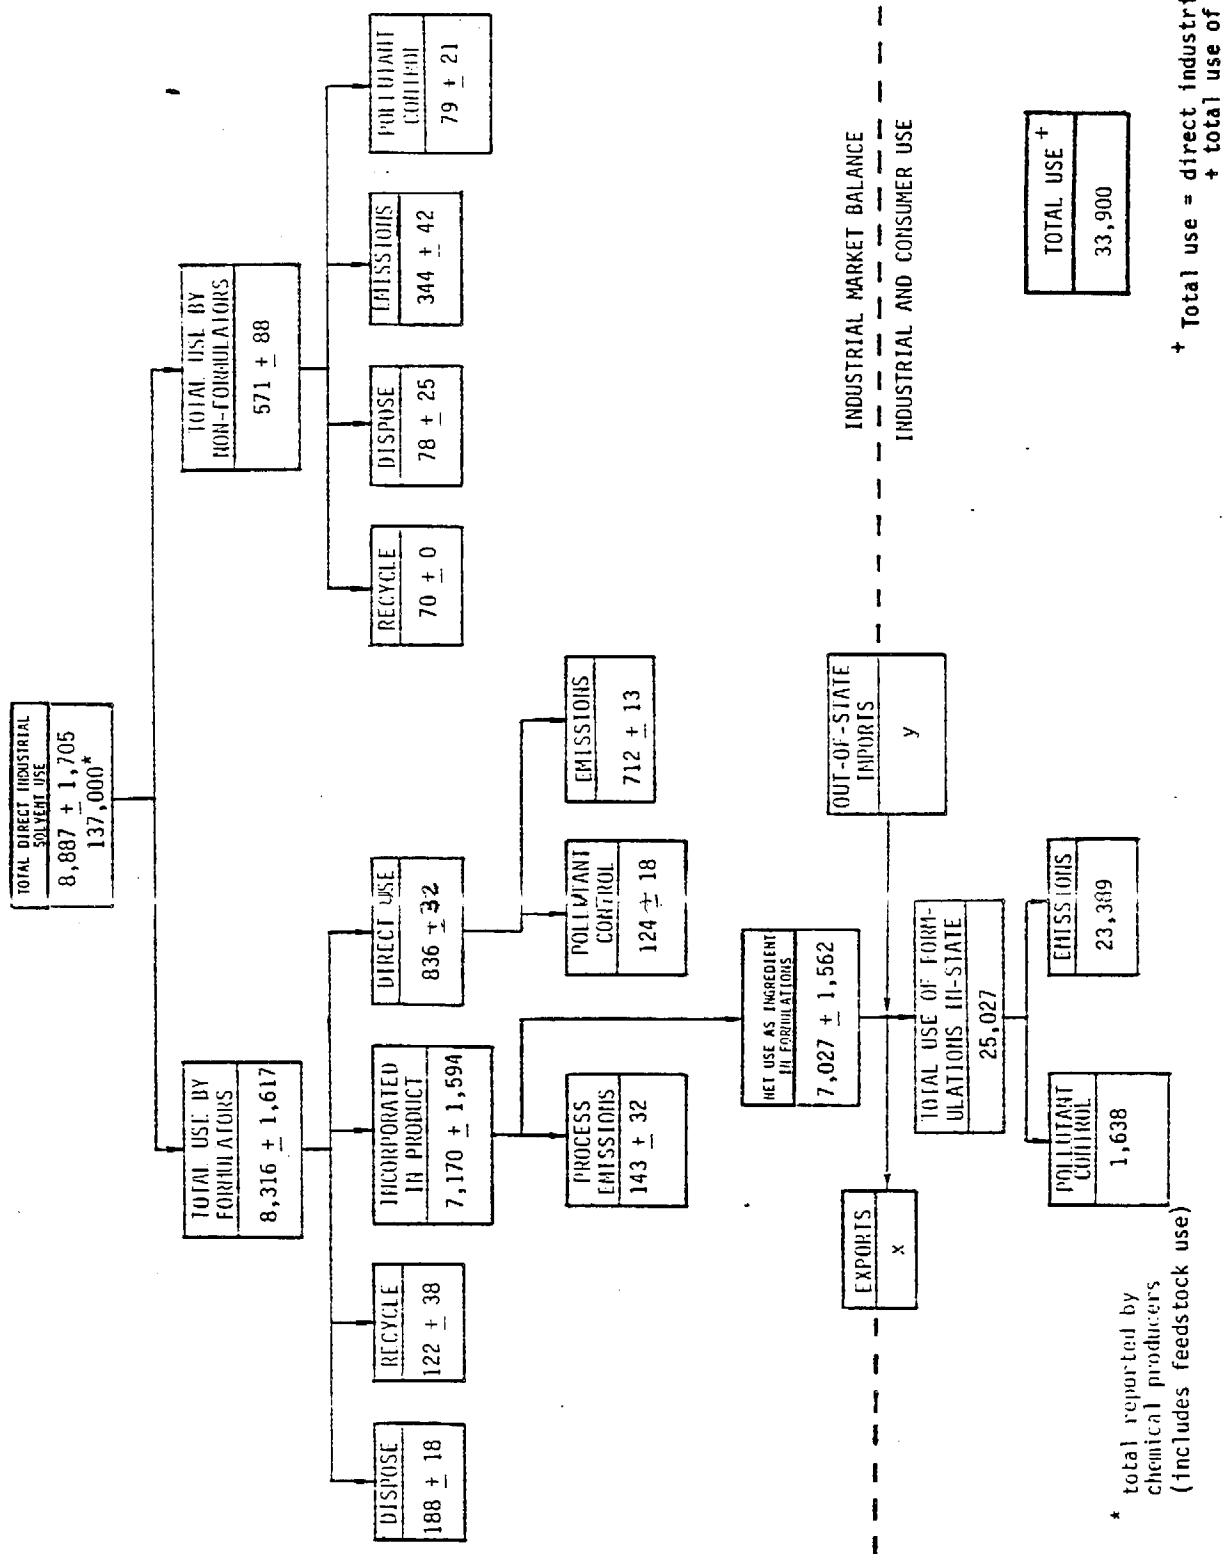 TOTAL DIRECT INDUSTRIAL
SOLVENT USE
8,887 ± 1,705
137,000*
TOTAL USE BY
FORMULATORS
8,316 ± 1,617
TOTAL USE BY
NON-FORMULATORS
571 ± 88
DISPOSE
188 ± 18
RECYCLE
122 ± 38
INCORPORATED
IN PRODUCT
7,170 ± 1,594
DIRECT USE
836 ± 32
RECYCLE
70 ± 0
DISPOSE
78 ± 25
EMISSIONS
344 ± 42
POLLUTANT
CONTROL
79 ± 21
PROCESS
EMISSIONS
143 ± 32
POLLUTANT
CONTROL
124 ± 18
EMISSIONS
712 ± 13
NET USE AS INGREDIENT
IN FORMULATIONS
7,027 ± 1,562
EXPORTS
x
OUT-OF-STATE
IMPORTS
y
INDUSTRIAL MARKET BALANCE
INDUSTRIAL AND CONSUMER USE
TOTAL USE OF FORM-
ULATIONS IN-STATE
25,027
POLLUTANT
CONTROL
1,638
EMISSIONS
23,389
TOTAL USE +
33,900
* total reported by
chemical producers
(includes feedstock use)
+ Total use = direct industri
+ total use of